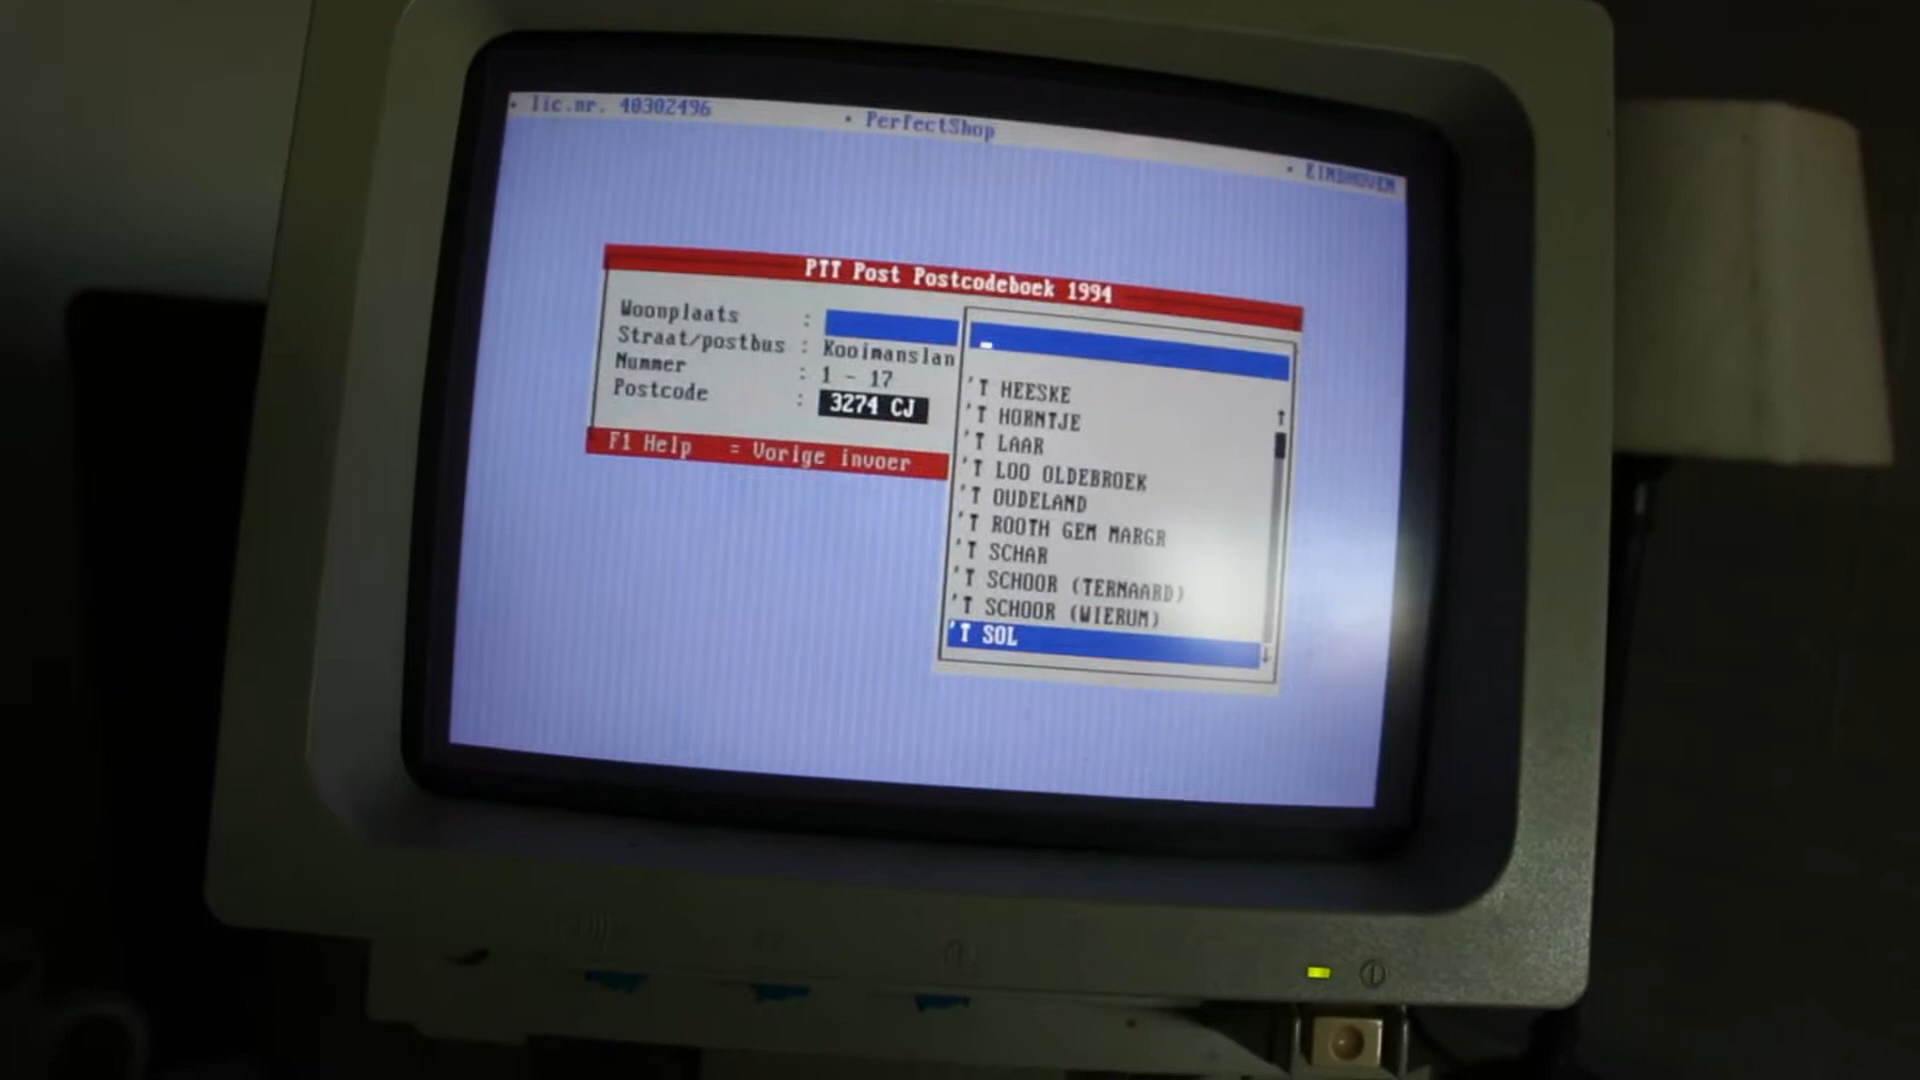 • lic.nr. 40302496
• PerfectShop
• EINDHOVEN
PTT Post Postcodeboek 1994
Woonplaats :
Straat/postbus : Kooimanslan
Nummer : 1 - 17
Postcode : 3274 CJ
F1 Help = Vorige invoer
'T HEESKE
'T HORNTJE
'T LAAR
'T LOO OLDEBROEK
'T OUDELAND
'T ROOTH GEM MARGR
'T SCHAR
'T SCHOOR (TERNAARD)
'T SCHOOR (WIERUM)
'T SOL